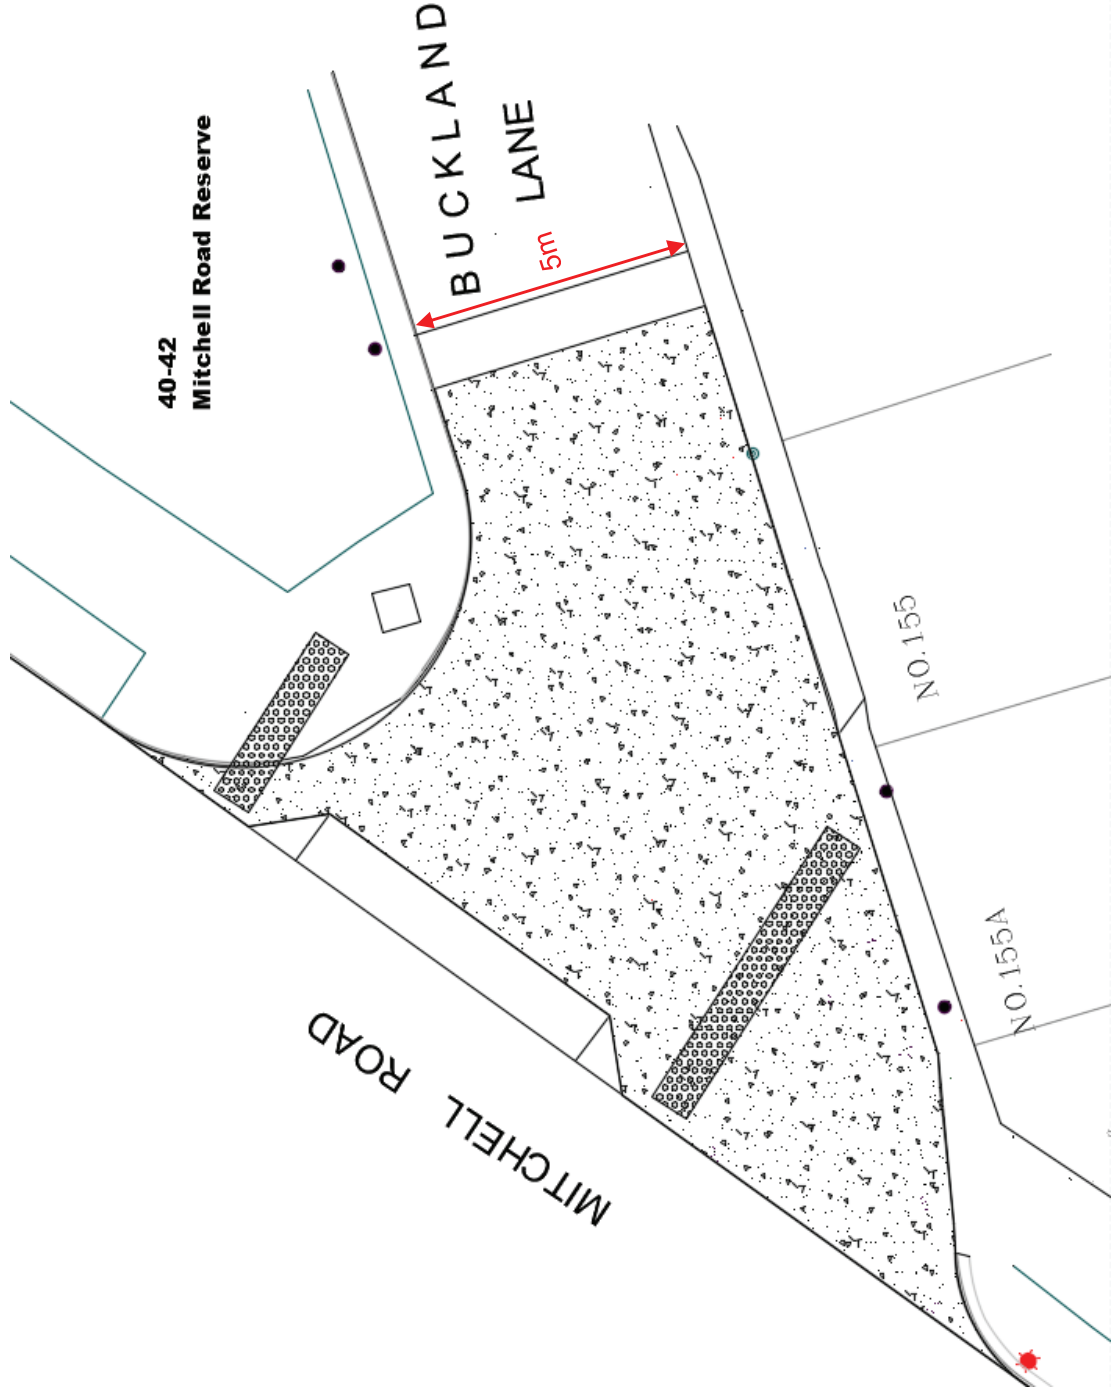 BUCKLAND
LANE
40-42
Mitchell Road Reserve
5m
NO.155
NO.155A
MITCHELL ROAD